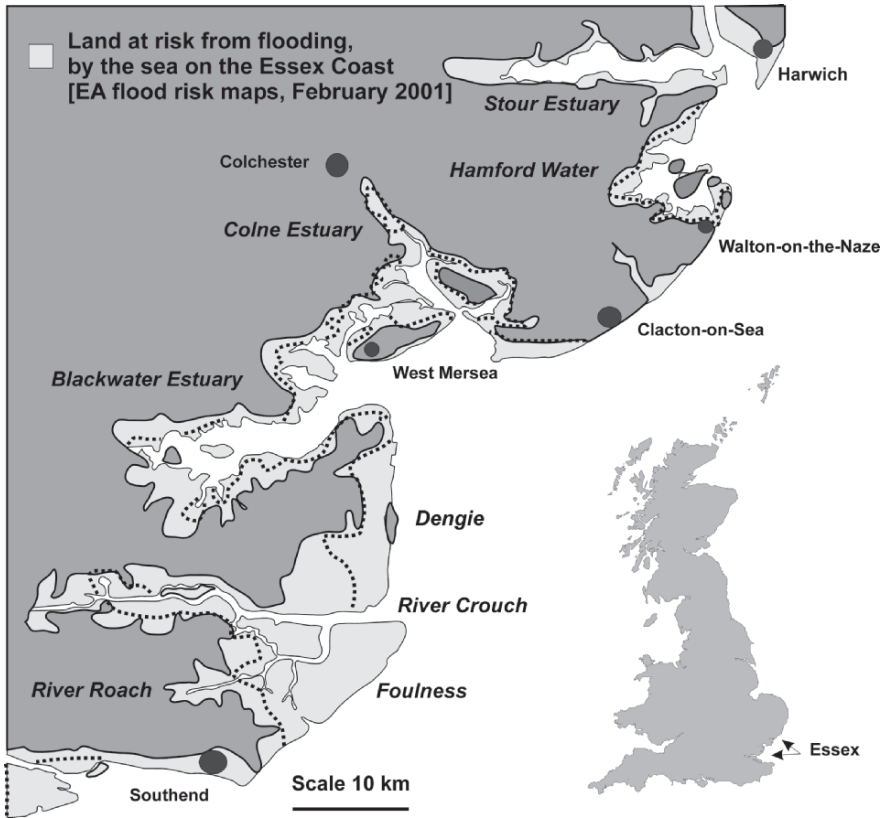 Land at risk from flooding,
by the sea on the Essex Coast
[EA flood risk maps, February 2001]
Harwich
Stour Estuary
Colchester
Hamford Water
Colne Estuary
Walton-on-the-Naze
Clacton-on-Sea
West Mersea
Blackwater Estuary
Dengie
River Crouch
River Roach
Foulness
Essex
Southend
Scale 10 km